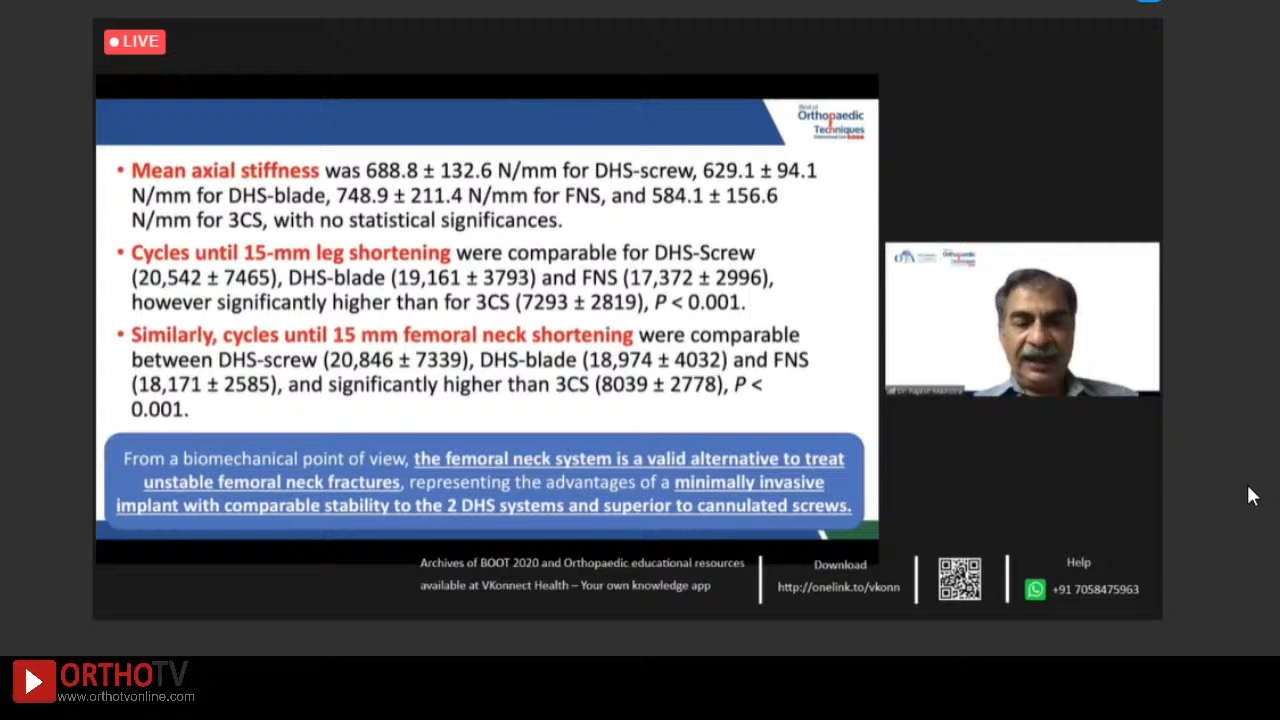 LIVE
Best of
Orthopaedic
Techniques
• Mean axial stiffness was 688.8 ± 132.6 N/mm for DHS-screw, 629.1 ± 94.1
N/mm for DHS-blade, 748.9 ± 211.4 N/mm for FNS, and 584.1 ± 156.6
N/mm for 3CS, with no statistical significances.
• Cycles until 15-mm leg shortening were comparable for DHS-Screw
(20,542 ± 7465), DHS-blade (19,161 ± 3793) and FNS (17,372 ± 2996),
however significantly higher than for 3CS (7293 ± 2819), P < 0.001.
• Similarly, cycles until 15 mm femoral neck shortening were comparable
between DHS-screw (20,846 ± 7339), DHS-blade (18,974 ± 4032) and FNS
(18,171 ± 2585), and significantly higher than 3CS (8039 ± 2778), P <
0.001.
From a biomechanical point of view, the femoral neck system is a valid alternative to treat
unstable femoral neck fractures, representing the advantages of a minimally invasive
implant with comparable stability to the 2 DHS systems and superior to cannulated screws.
Archives of BOOT 2020 and Orthopaedic educational resources
available at VKonnect Health – Your own knowledge app
Download
http://onelink.to/vkonn
Help
+91 7058475963
ORTHOTV
www.orthotvonline.com